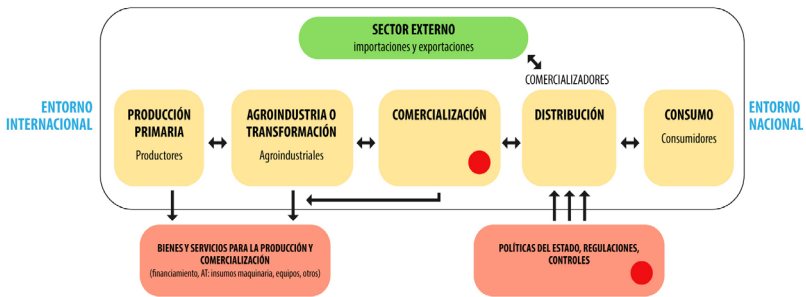 SECTOR EXTERNO
importaciones y exportaciones
COMERCIALIZADORES
ENTORNO
INTERNACIONAL
PRODUCCIÓN
PRIMARIA
Productores
AGROINDUSTRIA O
TRANSFORMACIÓN
Agroindustriales
COMERCIALIZACIÓN
DISTRIBUCIÓN
CONSUMO
Consumidores
ENTORNO
NACIONAL
BIENES Y SERVICIOS PARA LA PRODUCCIÓN Y
COMERCIALIZACIÓN
(financiamiento, AT: insumos maquinaria, equipos, otros)
POLÍTICAS DEL ESTADO, REGULACIONES,
CONTROLES